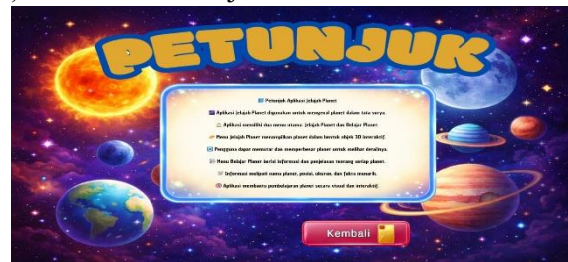 PETUNJUK
Petunjuk Aplikasi Jelajah Planet
Aplikasi Jelajah Planet digunakan untuk mengenal planet dalam tata surya.
Aplikasi memiliki dua menu utama: Jelajah Planet dan Belajar Planet.
Menu Jelajah Planet menampilkan planet dalam bentuk objek 3D interaktif.
Pengguna dapat memutar dan memperbesar planet untuk melihat detailnya.
Menu Belajar Planet berisi informasi dan penjelasan tentang setiap planet.
Informasi meliputi nama planet, posisi, ukuran, dan fakta menarik.
Aplikasi membantu pembelajaran planet secara visual dan interaktif.
Kembali